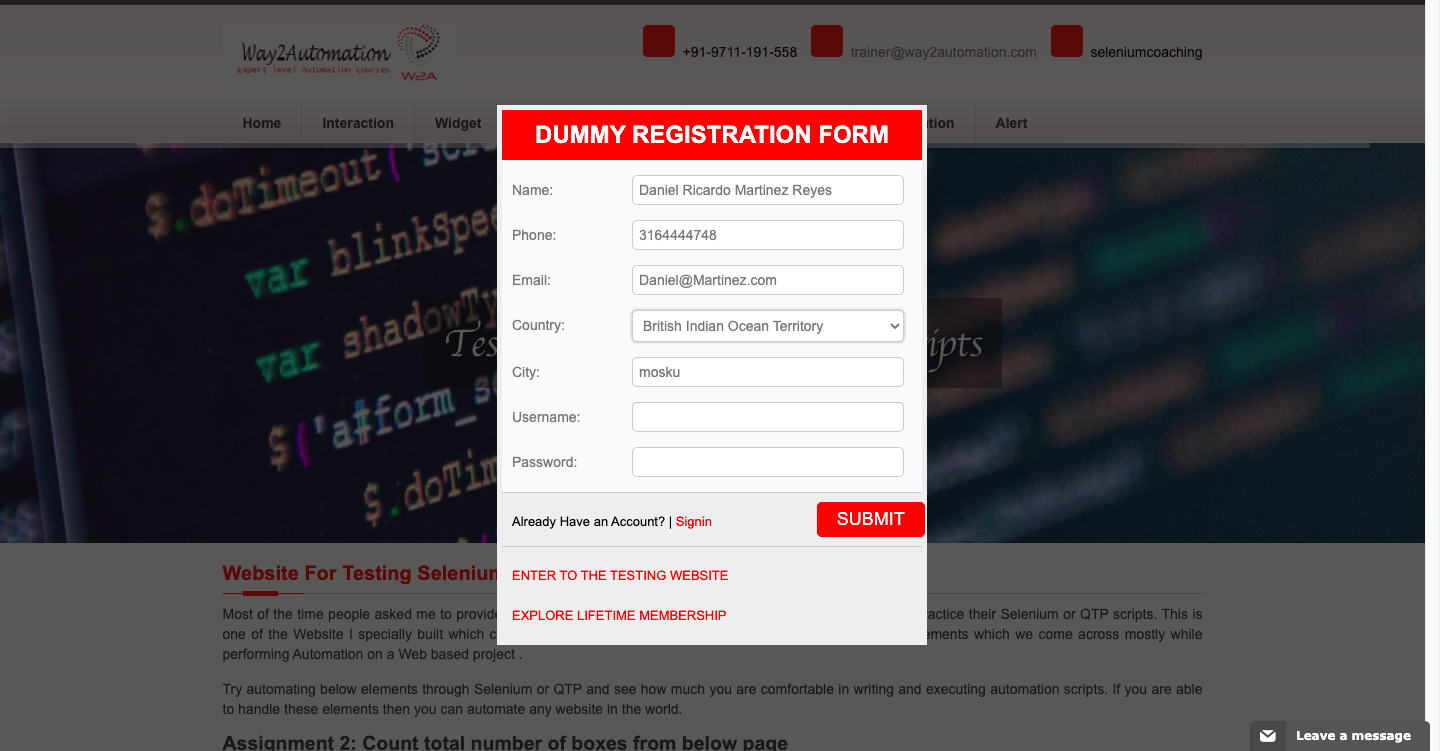 Way2Automation
Expert level Automation courses
W2A
+91-9711-191-558
trainer@way2automation.com
seleniumcoaching
Home
Interaction
Widget
tion
Alert
DUMMY REGISTRATION FORM
Name:
Daniel Ricardo Martinez Reyes
Phone:
3164444748
Email:
Daniel@Martinez.com
Country:
British Indian Ocean Territory
City:
mosku
Username:
Password:
Already Have an Account? | Signin
SUBMIT
ENTER TO THE TESTING WEBSITE
EXPLORE LIFETIME MEMBERSHIP
$.doTimeout('scr
var blinkSpee
var shadowTy
$('a#form_s
$.doTim
Tes
ipts
Website For Testing Selenium
Most of the time people asked me to provide actice their Selenium or QTP scripts. This is
one of the Website I specially built which c ements which we come across mostly while
performing Automation on a Web based project .
Try automating below elements through Selenium or QTP and see how much you are comfortable in writing and executing automation scripts. If you are able
to handle these elements then you can automate any website in the world.
Assignment 2: Count total number of boxes from below page
Leave a message